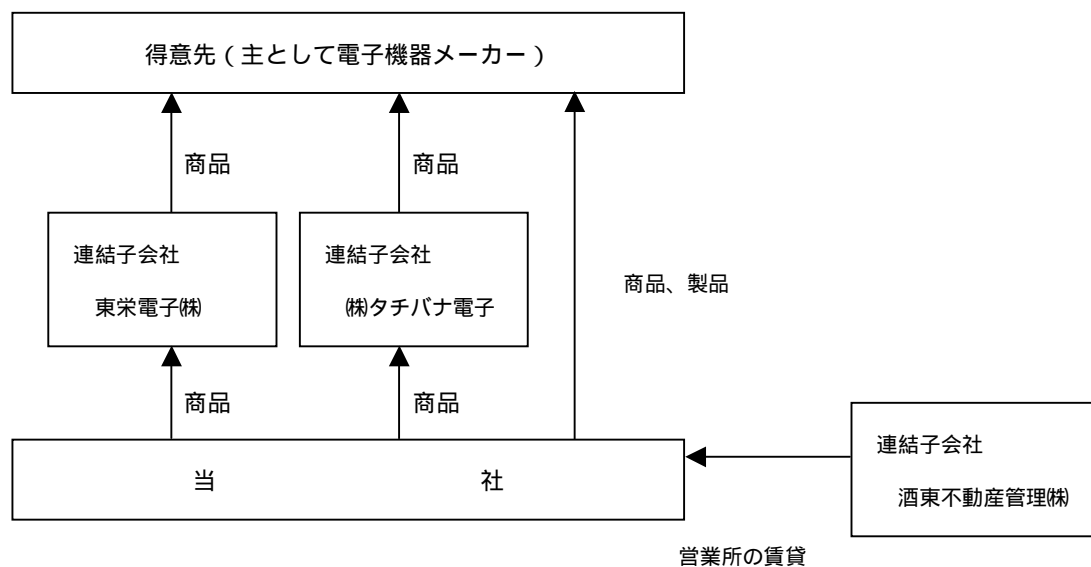 得意先（主として電子機器メーカー）
商品
商品
連結子会社
東栄電子㈱
連結子会社
㈱タチバナ電子
商品、製品
商品
商品
連結子会社
酒東不動産管理㈱
当 社
営業所の賃貸